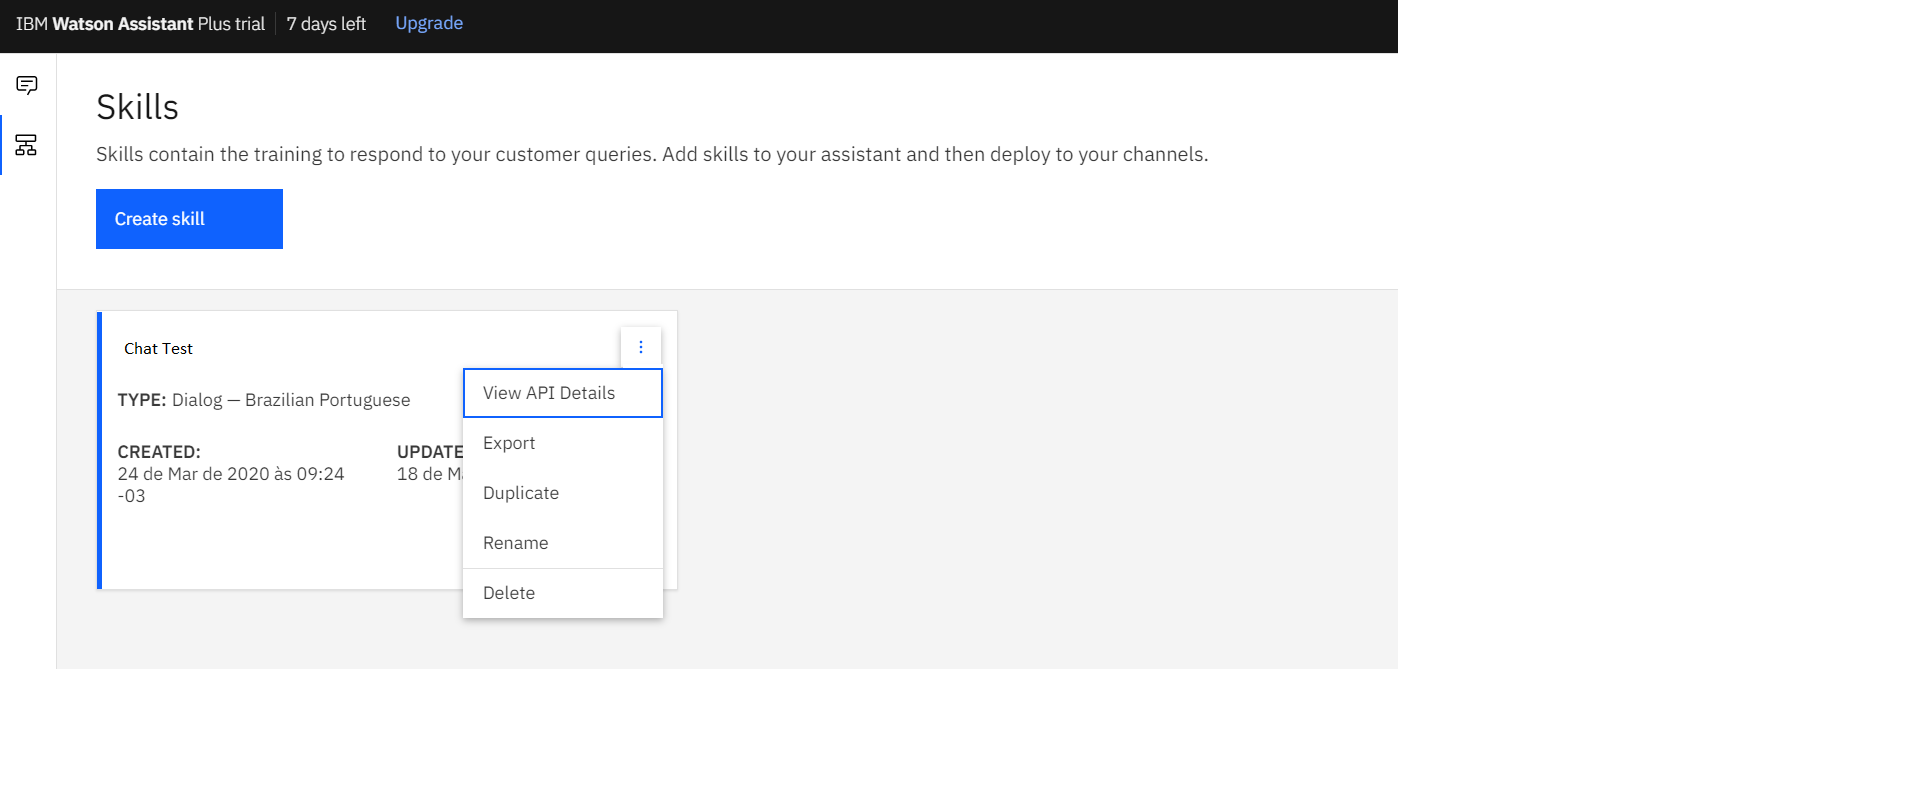 IBM Watson Assistant Plus trial 7 days left Upgrade
Skills
Skills contain the training to respond to your customer queries. Add skills to your assistant and then deploy to your channels.
Create skill
Chat Test
TYPE: Dialog — Brazilian Portuguese
CREATED:
24 de Mar de 2020 às 09:24
-03
UPDATE
18 de M
View API Details
Export
Duplicate
Rename
Delete